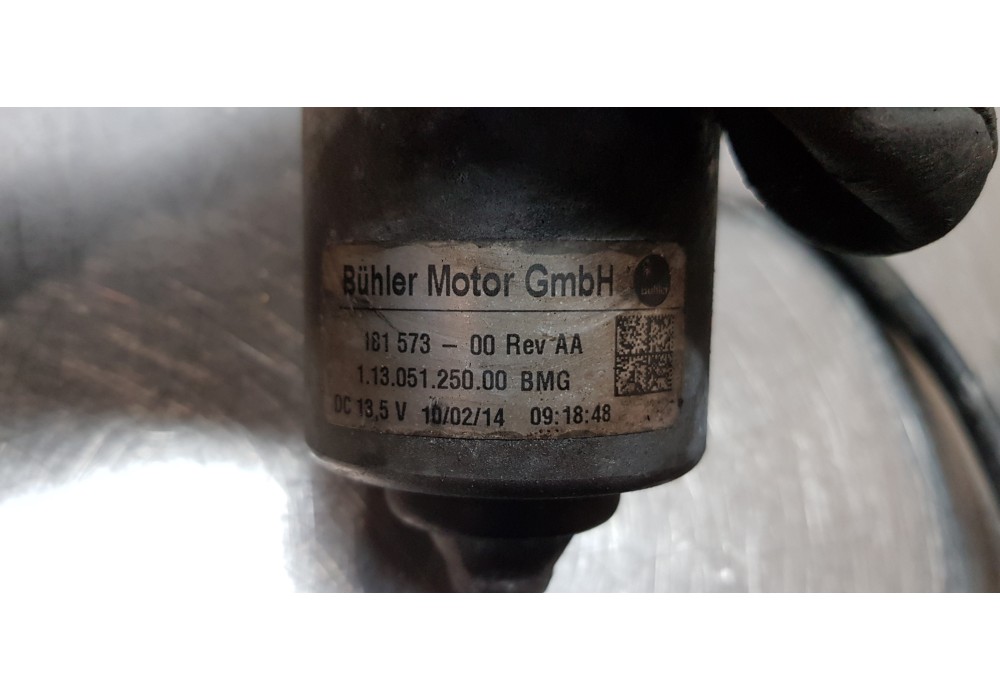 Bühler Motor GmbH
181 573 - 00 Rev AA
1.13.051.250.00 BMG
DC 13,5 V 10/02/14 09:18:48